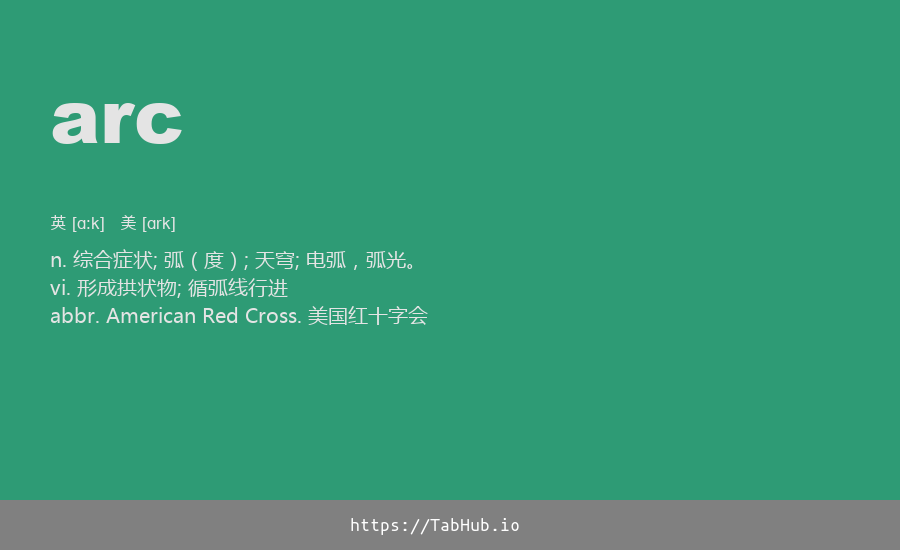 arc
英 [ɑːk] 美 [ɑrk]
n. 综合症状; 弧（度）; 天穹; 电弧，弧光。
vi. 形成拱状物; 循弧线行进
abbr. American Red Cross. 美国红十字会
https://TabHub.io